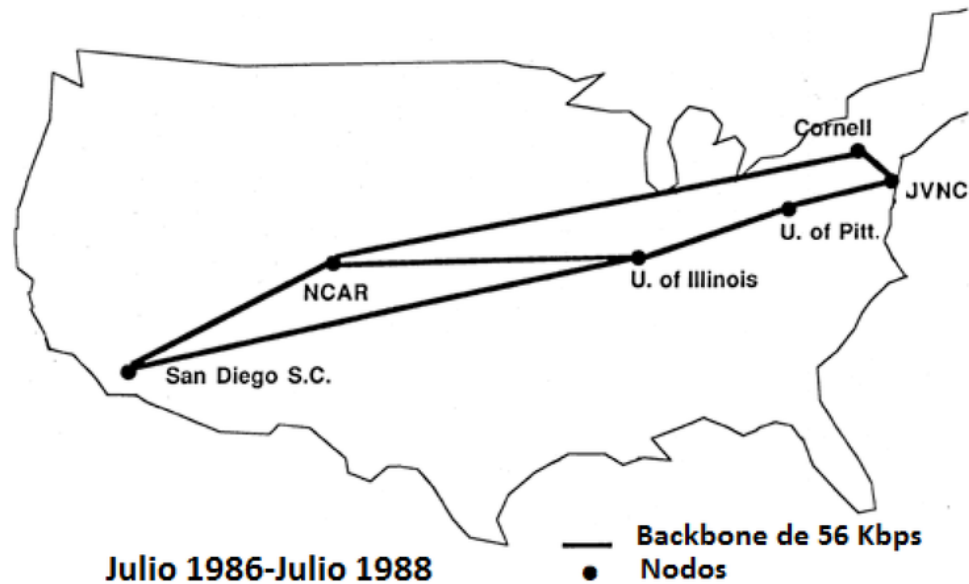 Cornell
JVNC
U. of Pitt.
U. of Illinois
NCAR
San Diego S.C.
Backbone de 56 Kbps
Julio 1986-Julio 1988
Nodos